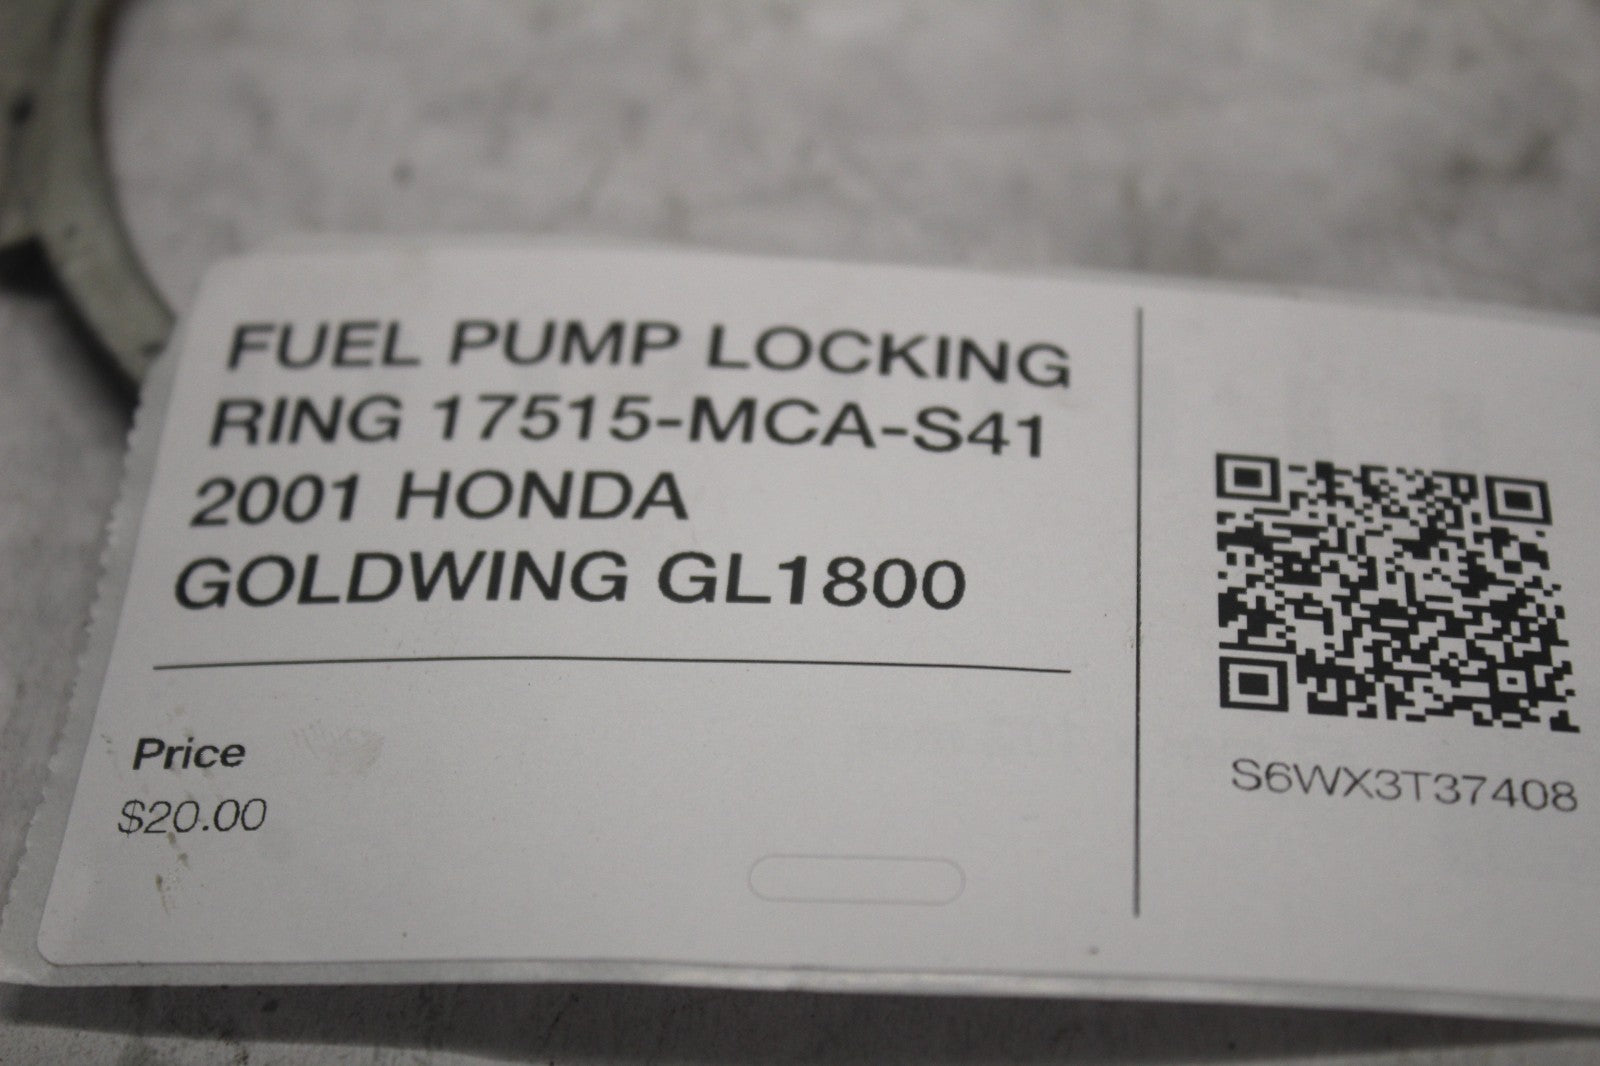 FUEL PUMP LOCKING
RING 17515-MCA-S41
2001 HONDA
GOLDWING GL1800
Price
$20.00
S6WX3T37408